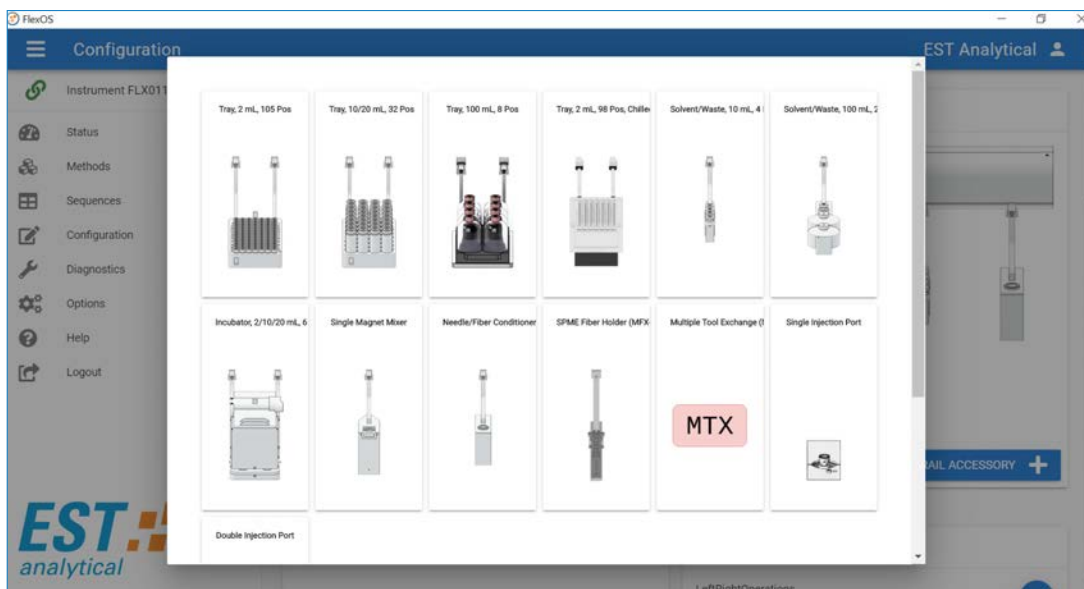 FlexOS
Configuration
EST Analytical
Instrument FLX011
Status
Methods
Sequences
Configuration
Diagnostics
Options
Help
Logout
Tray, 2 mL, 105 Pos
Tray, 10/20 mL, 32 Pos
Tray, 100 mL, 8 Pos
Tray, 2 mL, 98 Pos, Chille
Solvent/Waste, 10 mL, 4
Solvent/Waste, 100 mL, 2
Incubator, 2/10/20 mL, 6
Single Magnet Mixer
Needle/Fiber Conditioner
SPME Fiber Holder (MFX-
Multiple Tool Exchange (
Single Injection Port
MTX
Double Injection Port
RAIL ACCESSORY
EST
analytical
LeftRightOperations